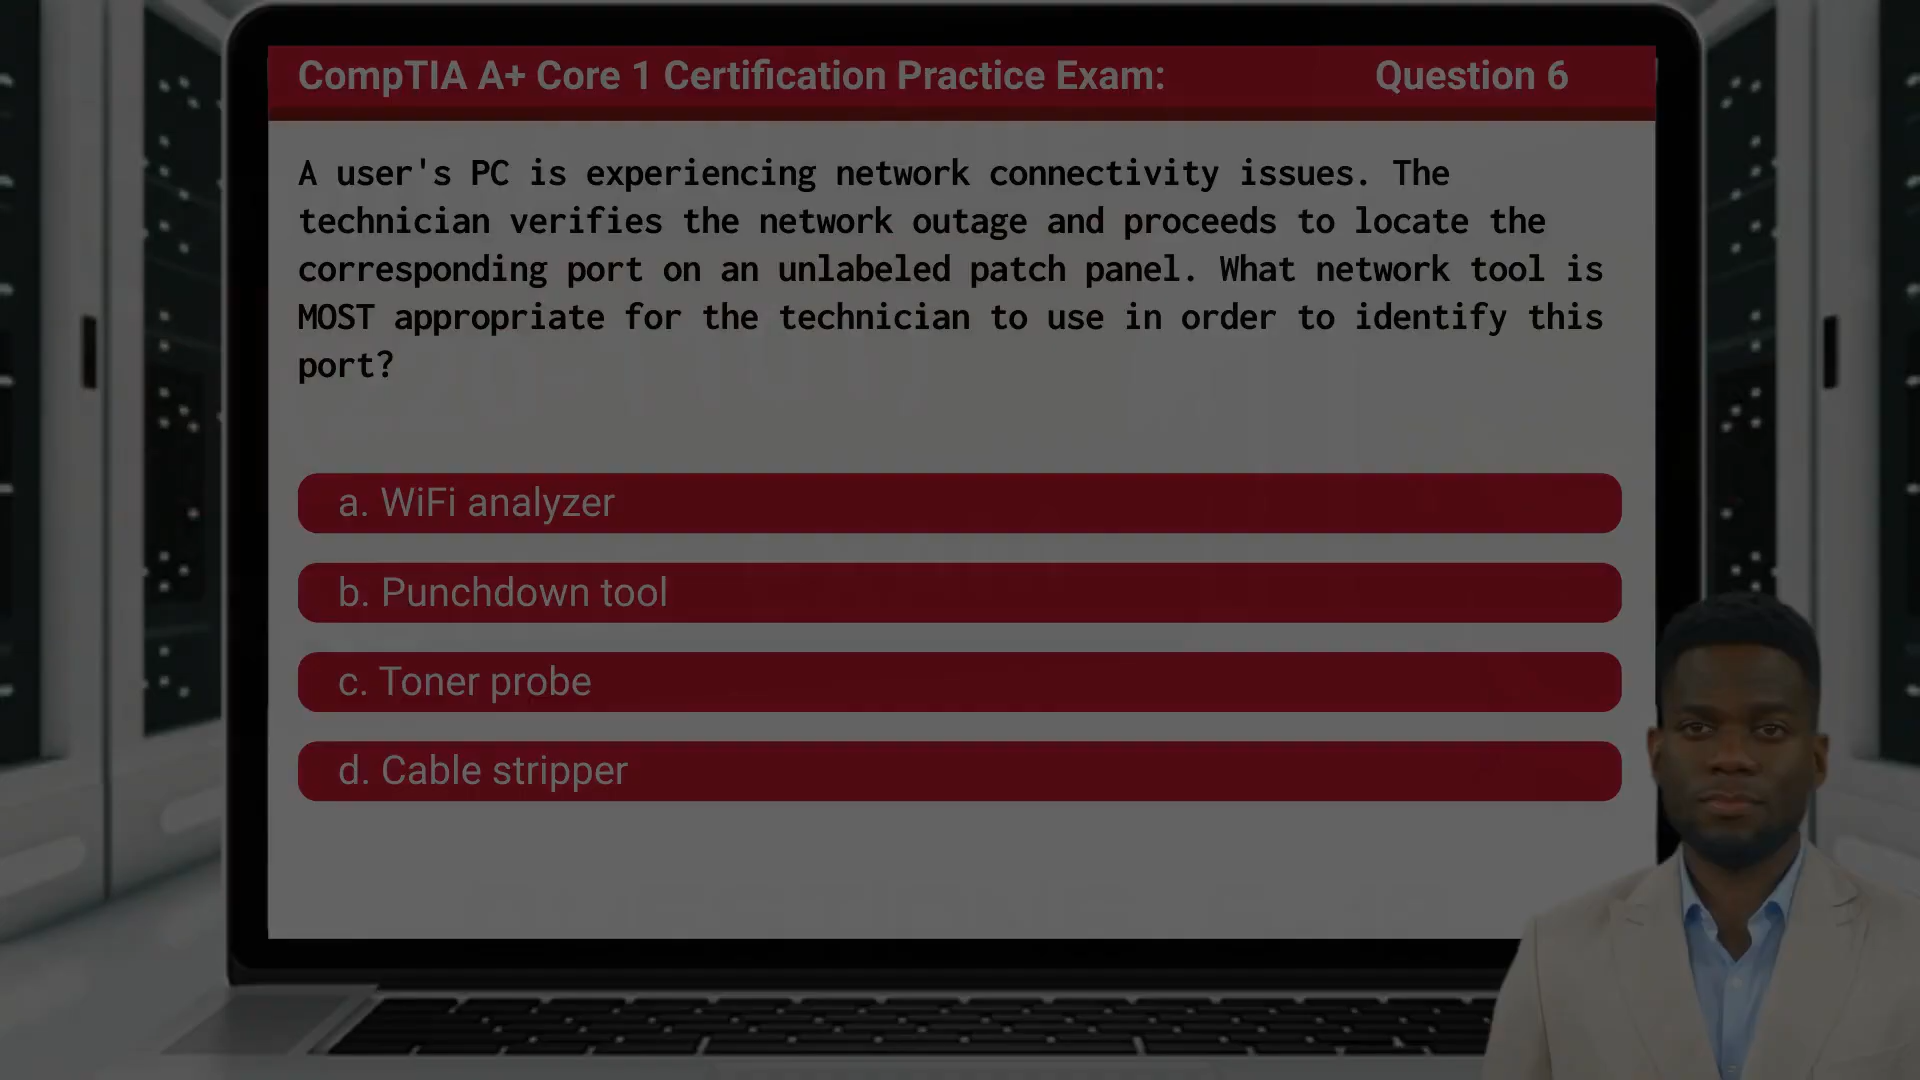 CompTIA A+ Core 1 Certification Practice Exam: Question 6
A user's PC is experiencing network connectivity issues. The
technician verifies the network outage and proceeds to locate the
corresponding port on an unlabeled patch panel. What network tool is
MOST appropriate for the technician to use in order to identify this
port?
a. WiFi analyzer
b. Punchdown tool
c. Toner probe
d. Cable stripper